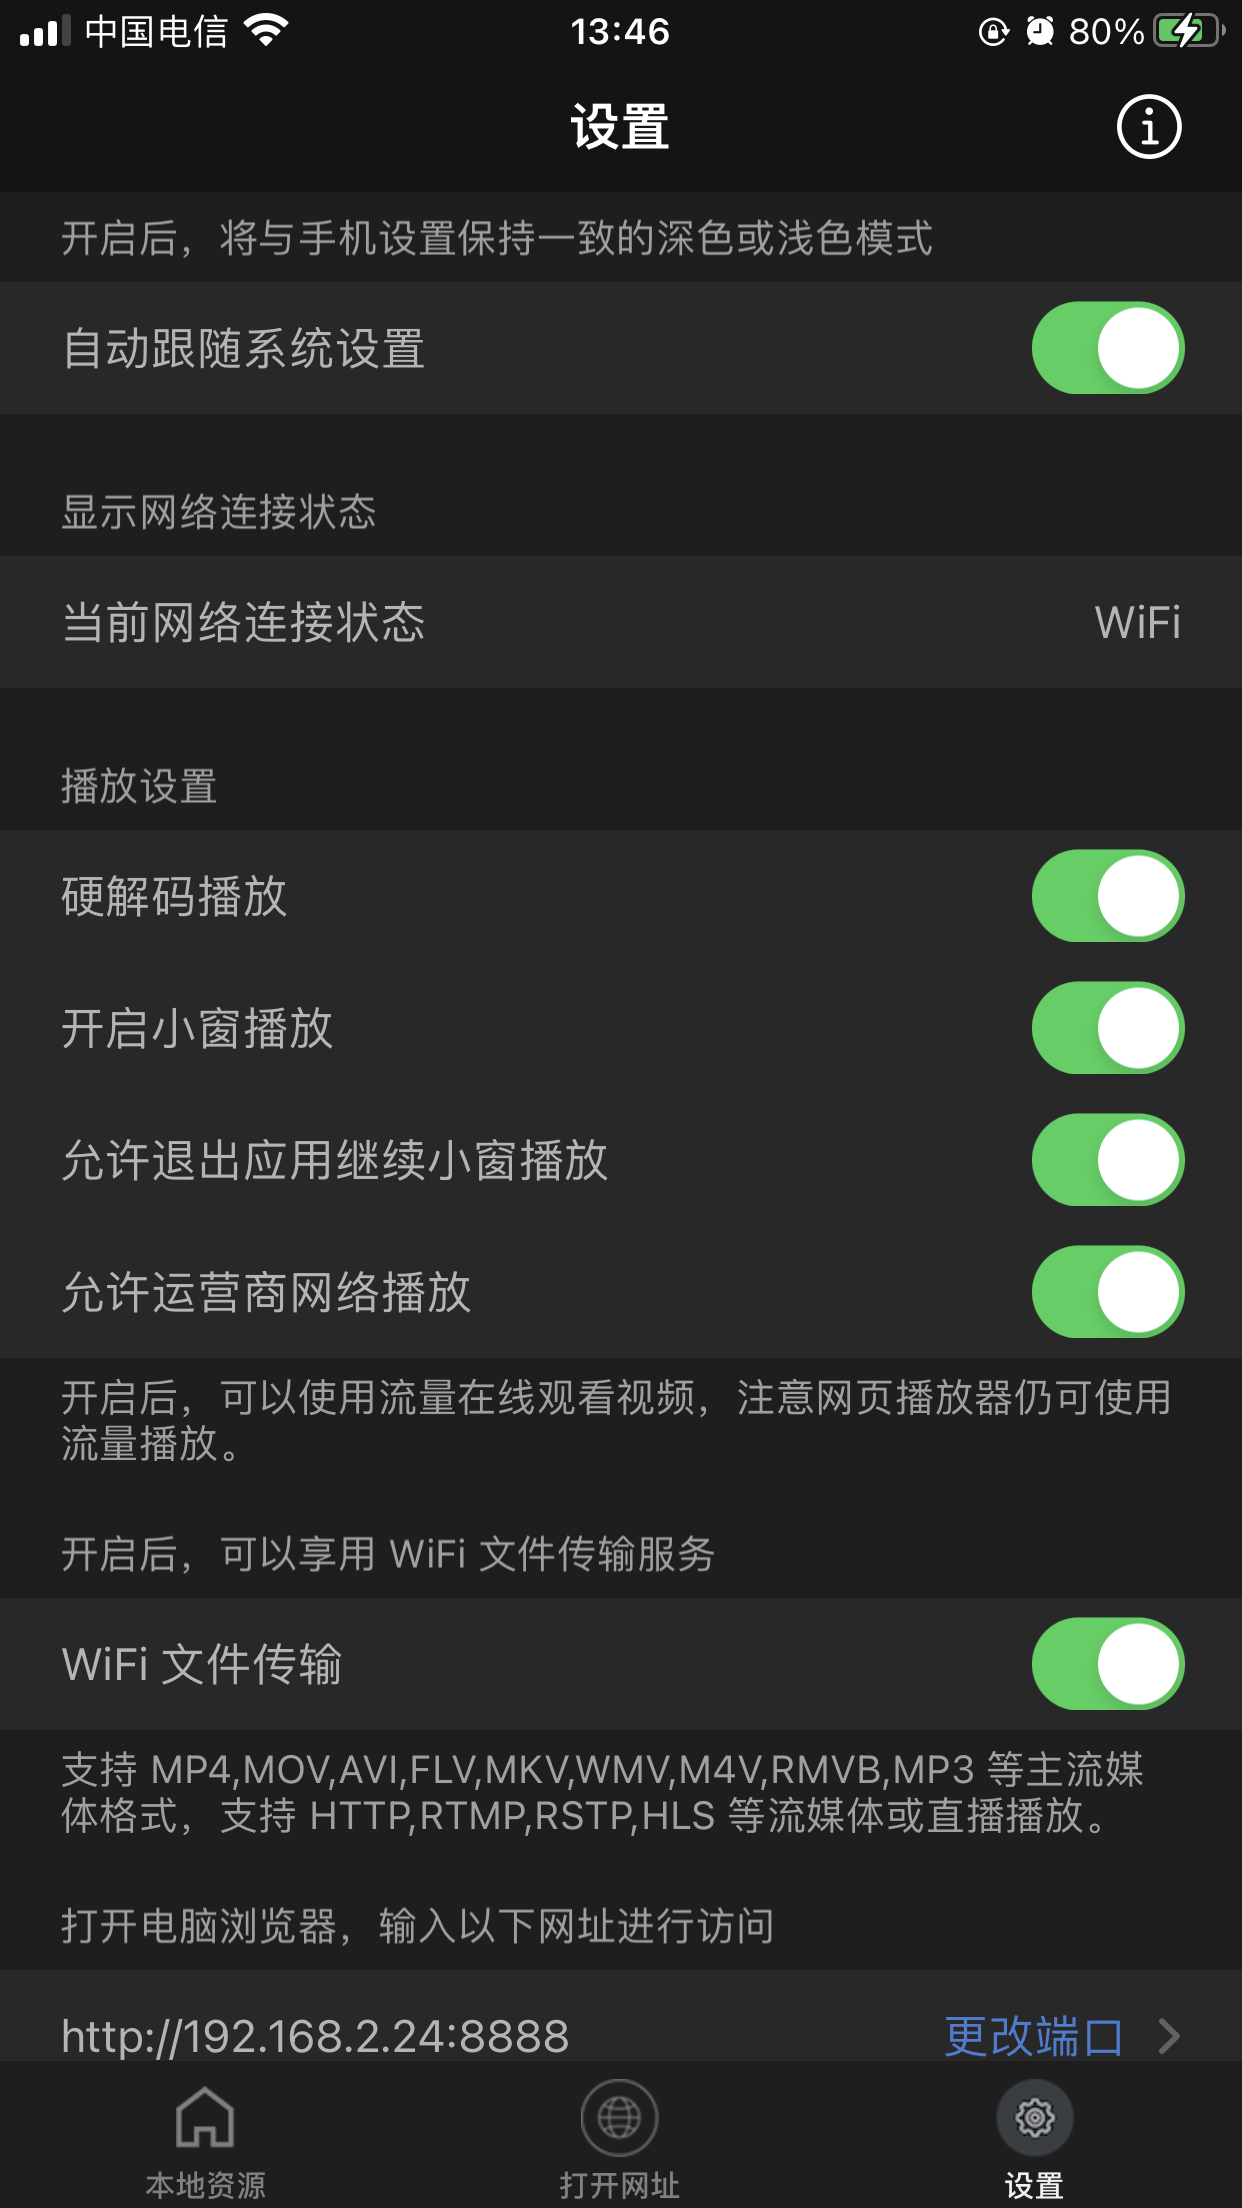 中国电信
13:46
80%
设置
开启后，将与手机设置保持一致的深色或浅色模式
自动跟随系统设置
显示网络连接状态
当前网络连接状态
WiFi
播放设置
硬解码播放
开启小窗播放
允许退出应用继续小窗播放
允许运营商网络播放
开启后，可以使用流量在线观看视频，注意网页播放器仍可使用
流量播放。
开启后，可以享用 WiFi 文件传输服务
WiFi 文件传输
支持 MP4,MOV,AVI,FLV,MKV,WMV,M4V,RMVB,MP3 等主流媒
体格式，支持 HTTP,RTMP,RSTP,HLS 等流媒体或直播播放。
打开电脑浏览器，输入以下网址进行访问
http://192.168.2.24:8888
更改端口
本地资源
打开网址
设置